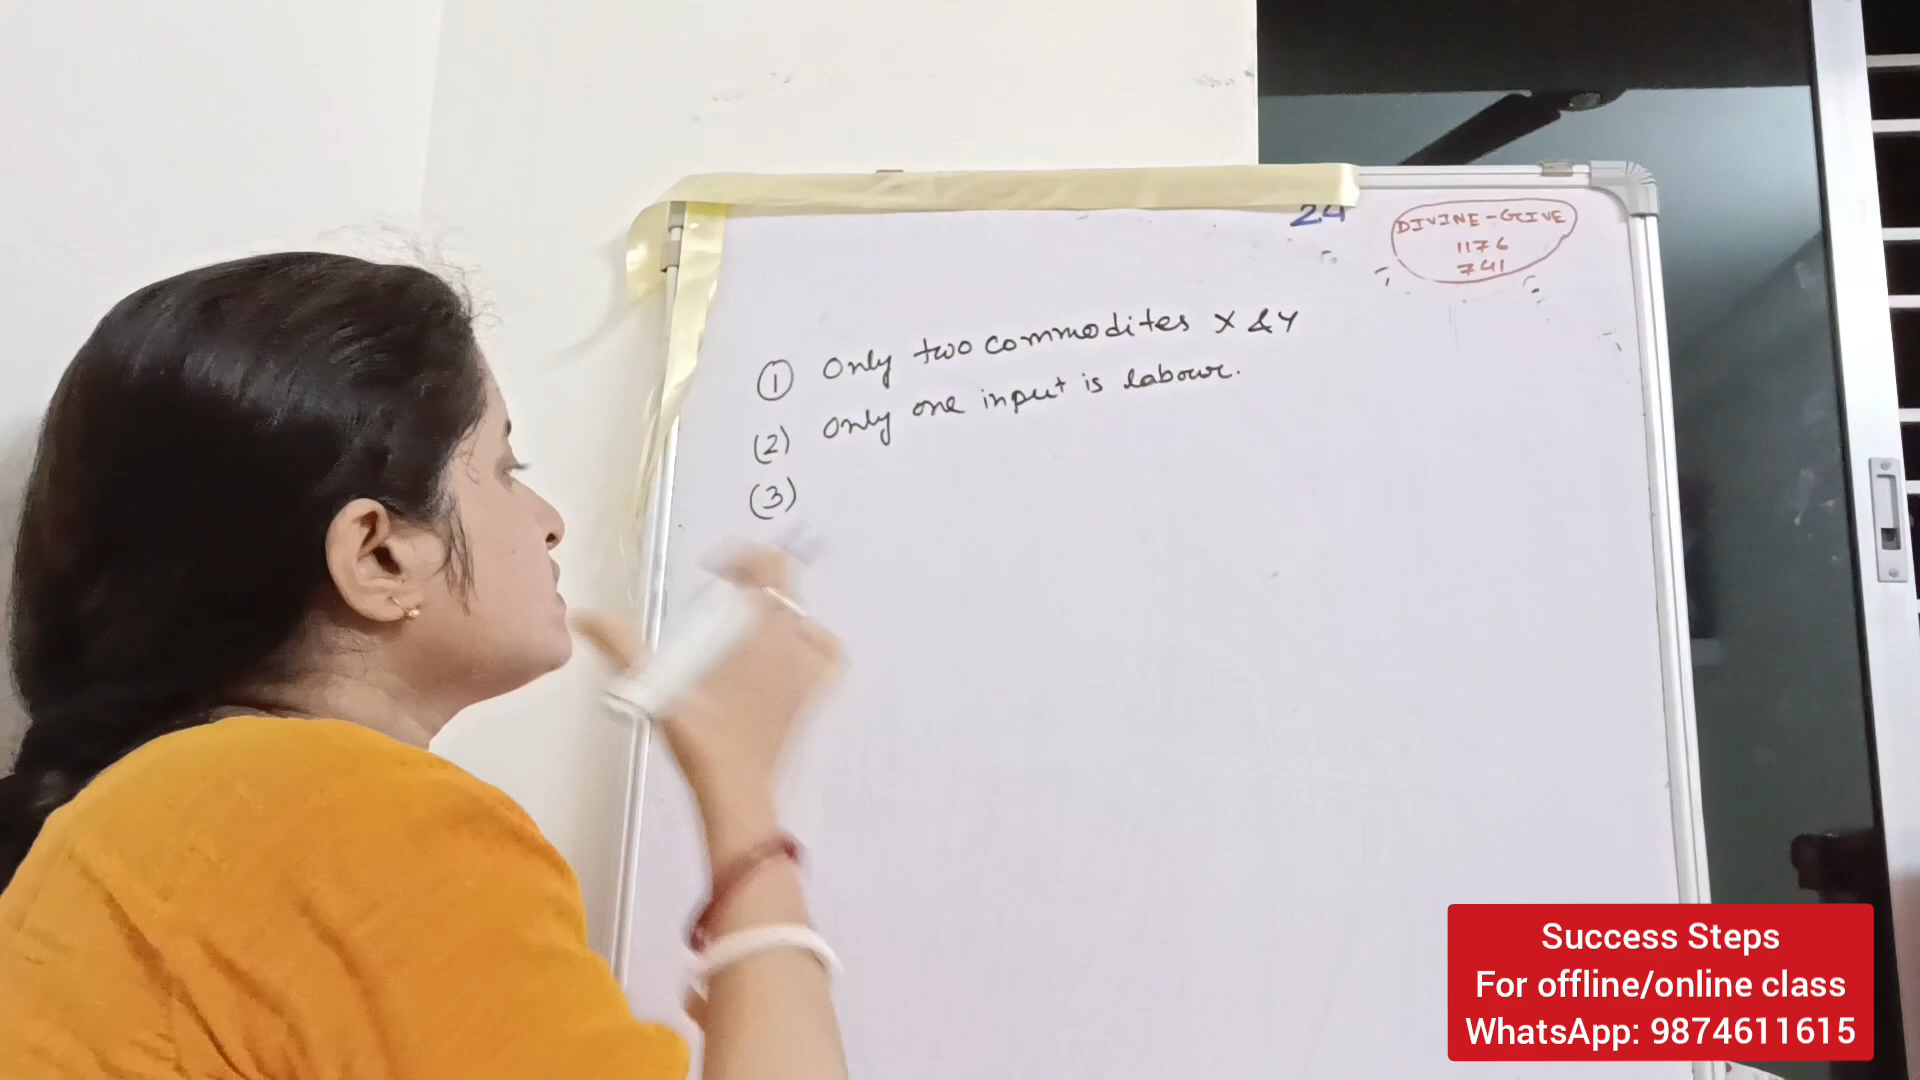 24
DIVINE-GIVE
1176
741
① Only two commodites X & Y
(2) Only one input is labour.
(3)
Success Steps
For offline/online class
WhatsApp: 9874611615